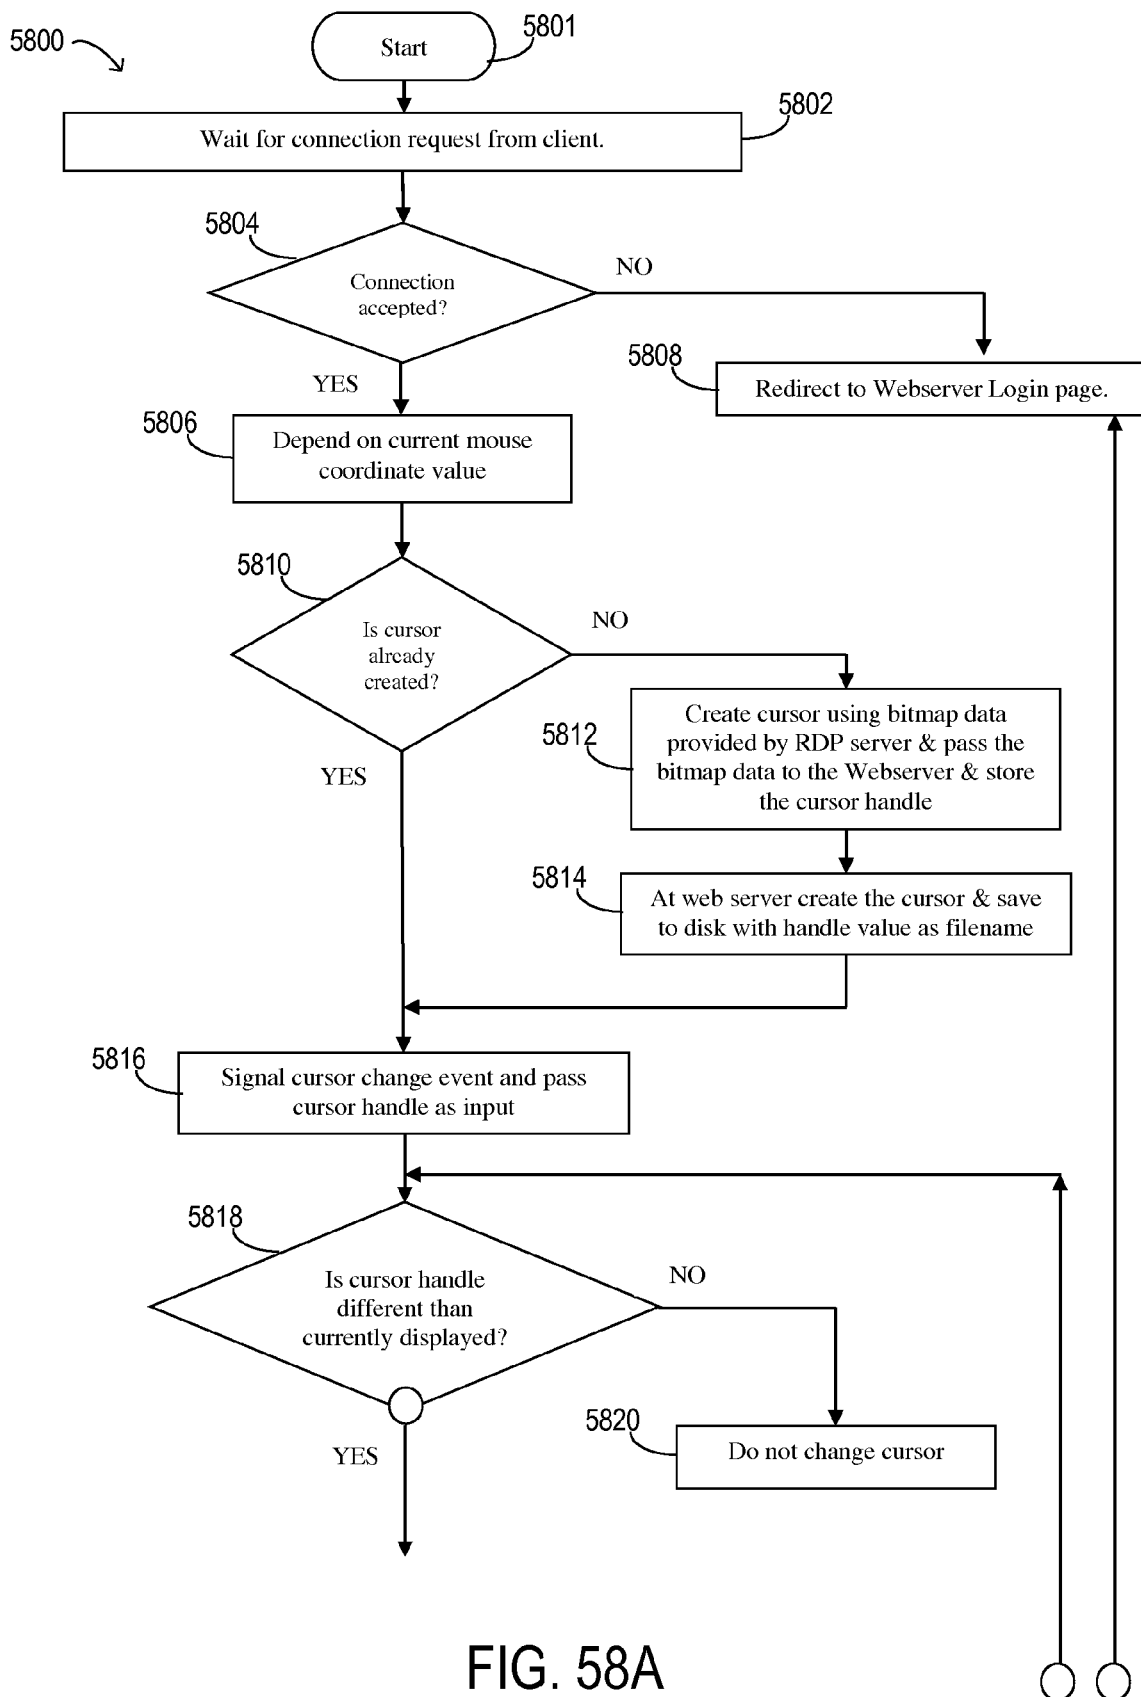 5800
Start
5801
Wait for connection request from client.
5802
5804
Connection
accepted?
NO
YES
5808
Redirect to Webserver Login page.
5806
Depend on current mouse
coordinate value
5810
Is cursor
already
created?
NO
YES
5812
Create cursor using bitmap data
provided by RDP server & pass the
bitmap data to the Webserver & store
the cursor handle
5814
At web server create the cursor & save
to disk with handle value as filename
5816
Signal cursor change event and pass
cursor handle as input
5818
Is cursor handle
different than
currently displayed?
NO
YES
5820
Do not change cursor
FIG. 58A